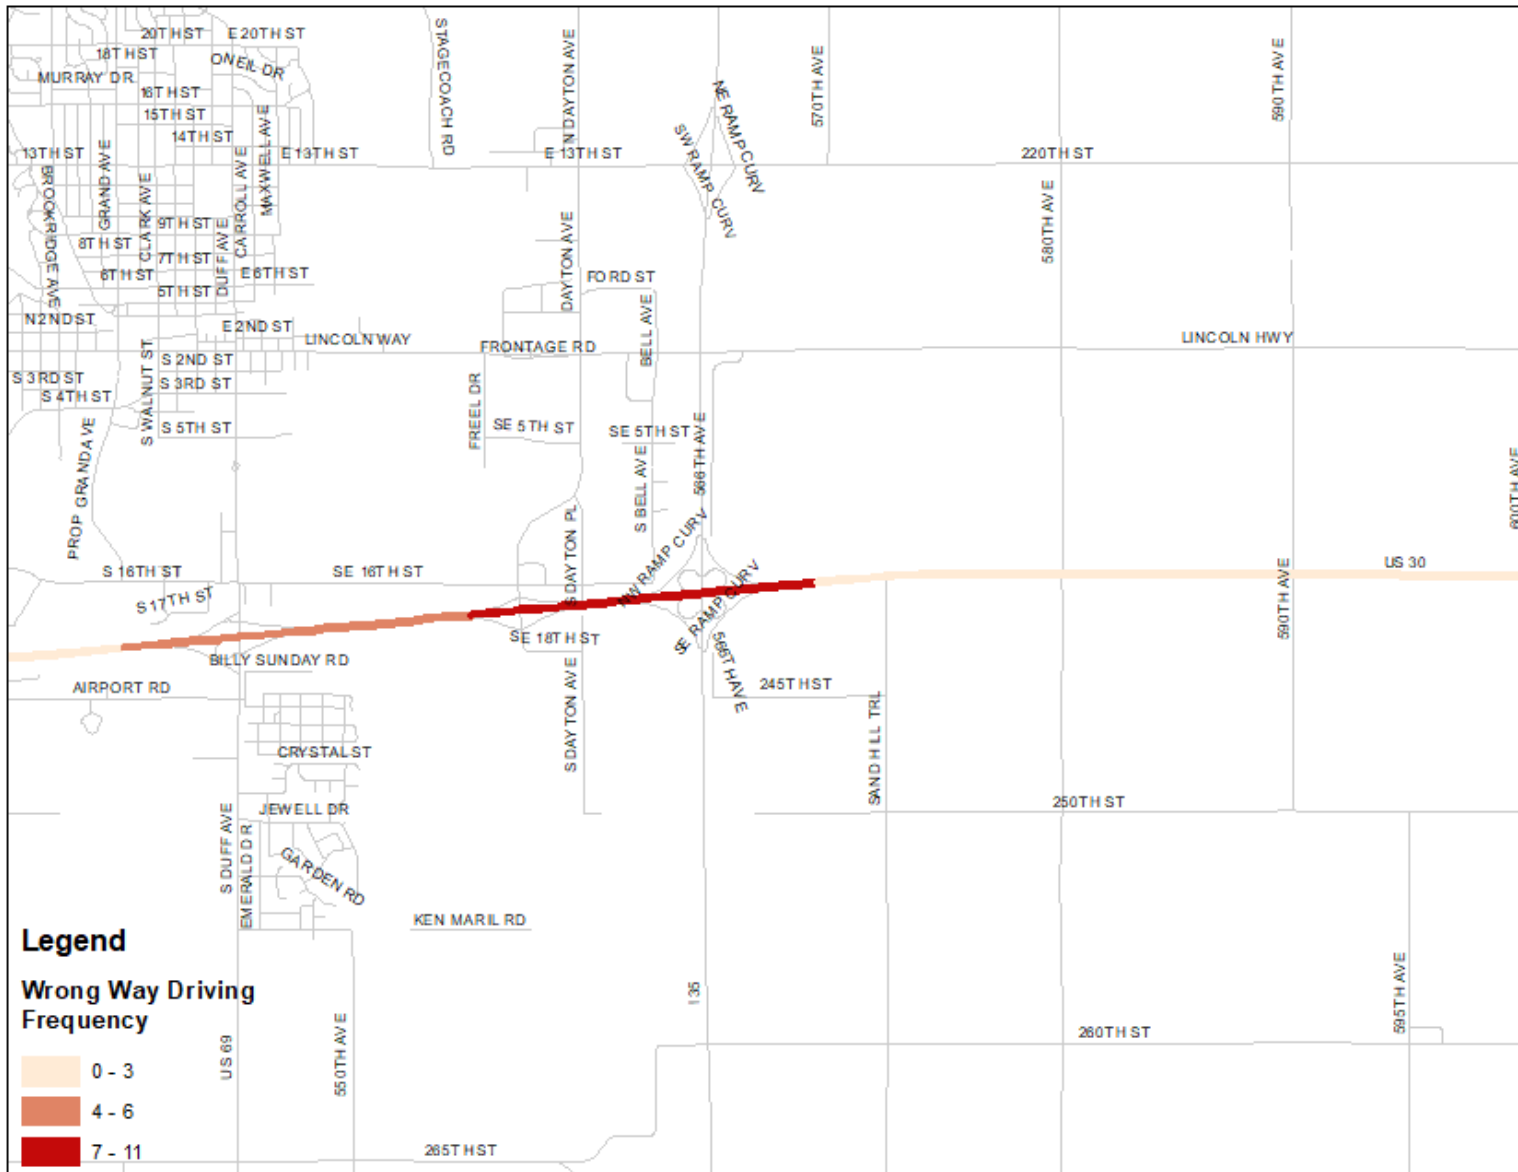 20TH ST
E 20TH ST
18TH ST
ONEIL DR
MURRAY DR
16TH ST
15TH ST
14TH ST
13TH ST
E 13TH ST
E 13TH ST
220TH ST
STAGECOACH RD
N DAYTON AVE
NE RAMP CURV
SW RAMP CURV
570TH AVE
590TH AVE
BROOKRIDGE AVE
GRAND AVE
CLARK AVE
CARROLL AVE
MAXWELL AVE
580TH AVE
9TH ST
8TH ST
7TH ST
DUFF AVE
6TH ST
E 6TH ST
5TH ST
DAYTON AVE
FORD ST
BELL AVE
N 2ND ST
E 2ND ST
LINCOLN WAY
FRONTAGE RD
LINCOLN HWY
S 2ND ST
S 3RD ST
S 3RD ST
S 4TH ST
S WALNUT ST
S 5TH ST
FREEL DR
SE 5TH ST
SE 5TH ST
566TH AVE
PROP GRAND AVE
S BELL AVE
600TH AVE
S DAYTON PL
NW RAMP CURV
S 16TH ST
SE 16TH ST
US 30
S 17TH ST
SE RAMP CURV
590TH AVE
SE 18TH ST
BILLY SUNDAY RD
AIRPORT RD
566TH AVE
245TH ST
S DAYTON AVE
SAND HILL TRL
CRYSTAL ST
250TH ST
JEWELL DR
S DUFF AVE
EMERALD DR
GARDEN RD
KEN MARIL RD
Legend
Wrong Way Driving
Frequency
I35
595TH AVE
260TH ST
US 69
550TH AVE
0 - 3
4 - 6
7 - 11
265TH ST